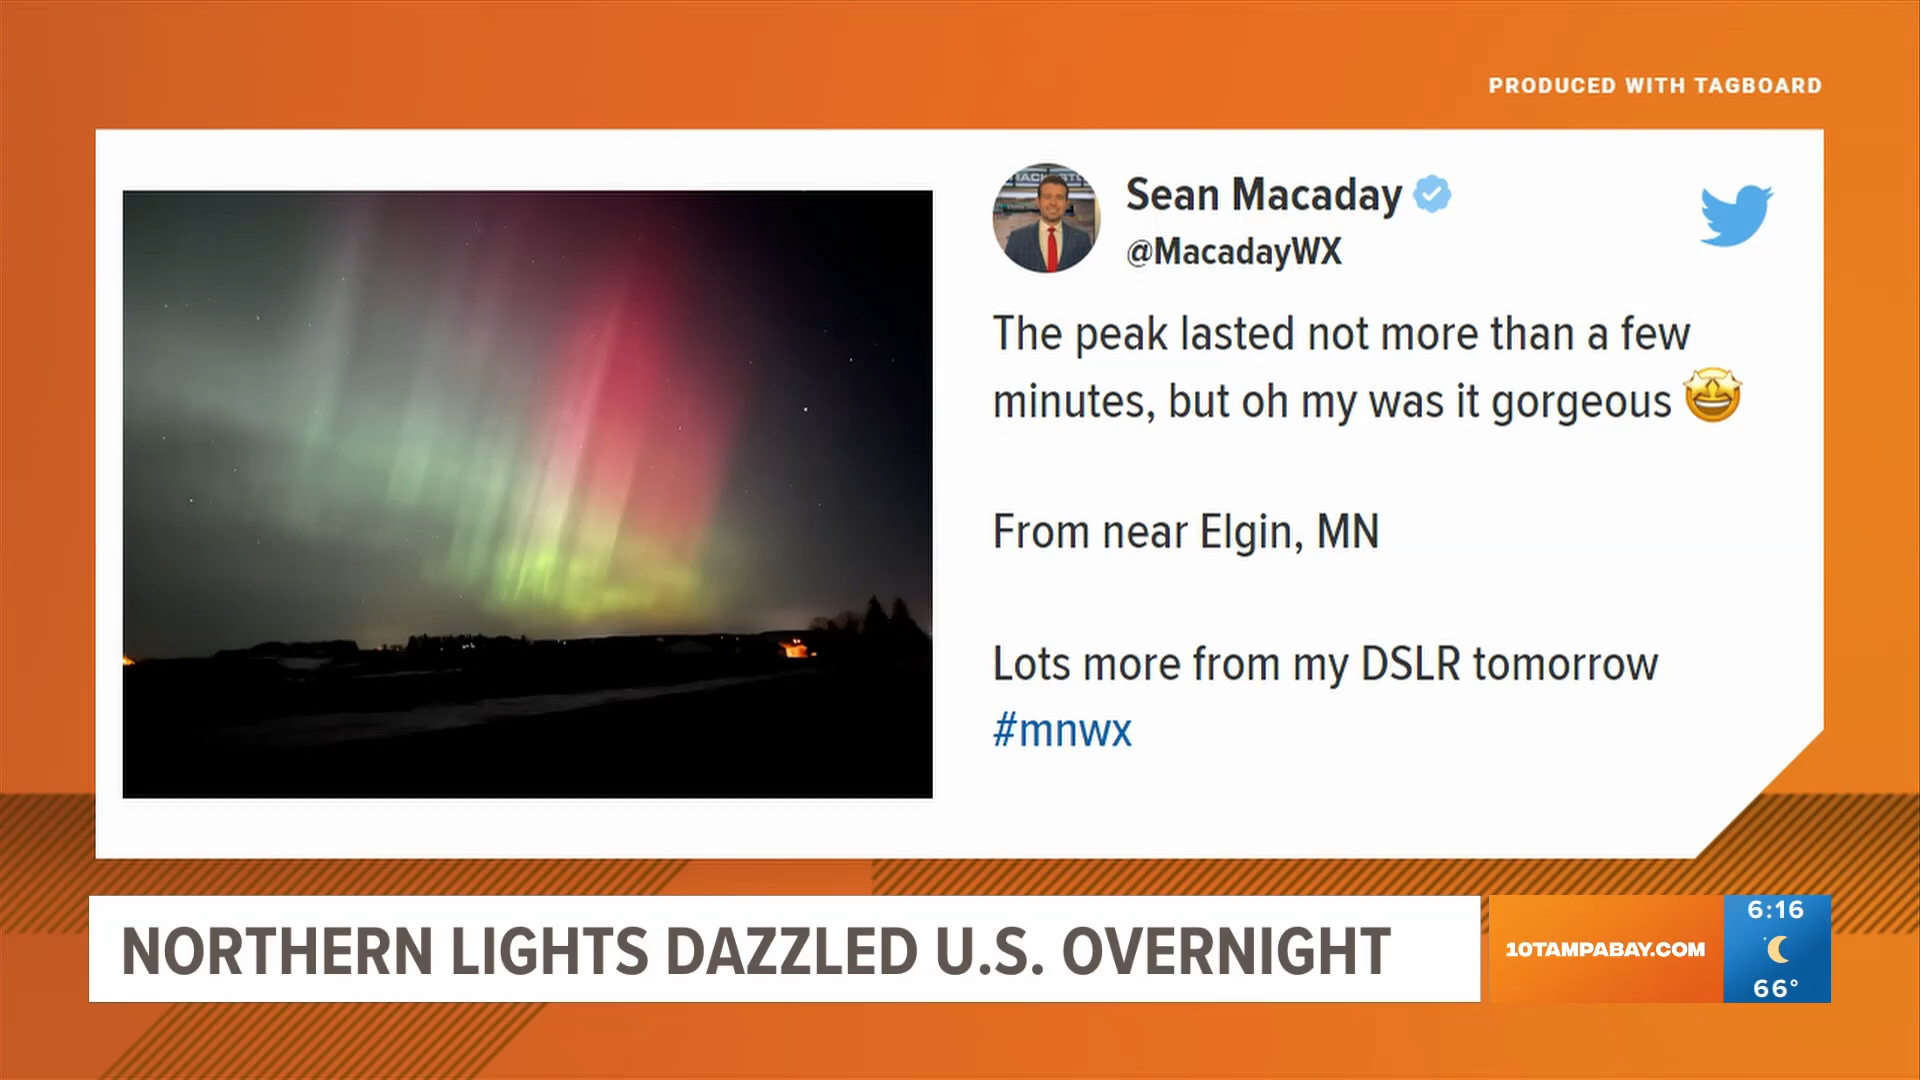 PRODUCED WITH TAGBOARD
Sean Macaday
@MacadayWX
The peak lasted not more than a few
minutes, but oh my was it gorgeous 🤩
From near Elgin, MN
Lots more from my DSLR tomorrow
#mnwx
NORTHERN LIGHTS DAZZLED U.S. OVERNIGHT
10TAMPABAY.COM
6:16
66°